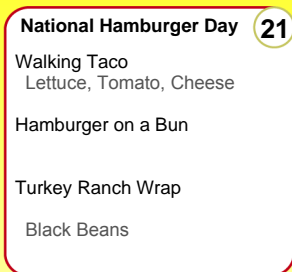 National Hamburger Day 21
Walking Taco
Lettuce, Tomato, Cheese
Hamburger on a Bun
Turkey Ranch Wrap
Black Beans